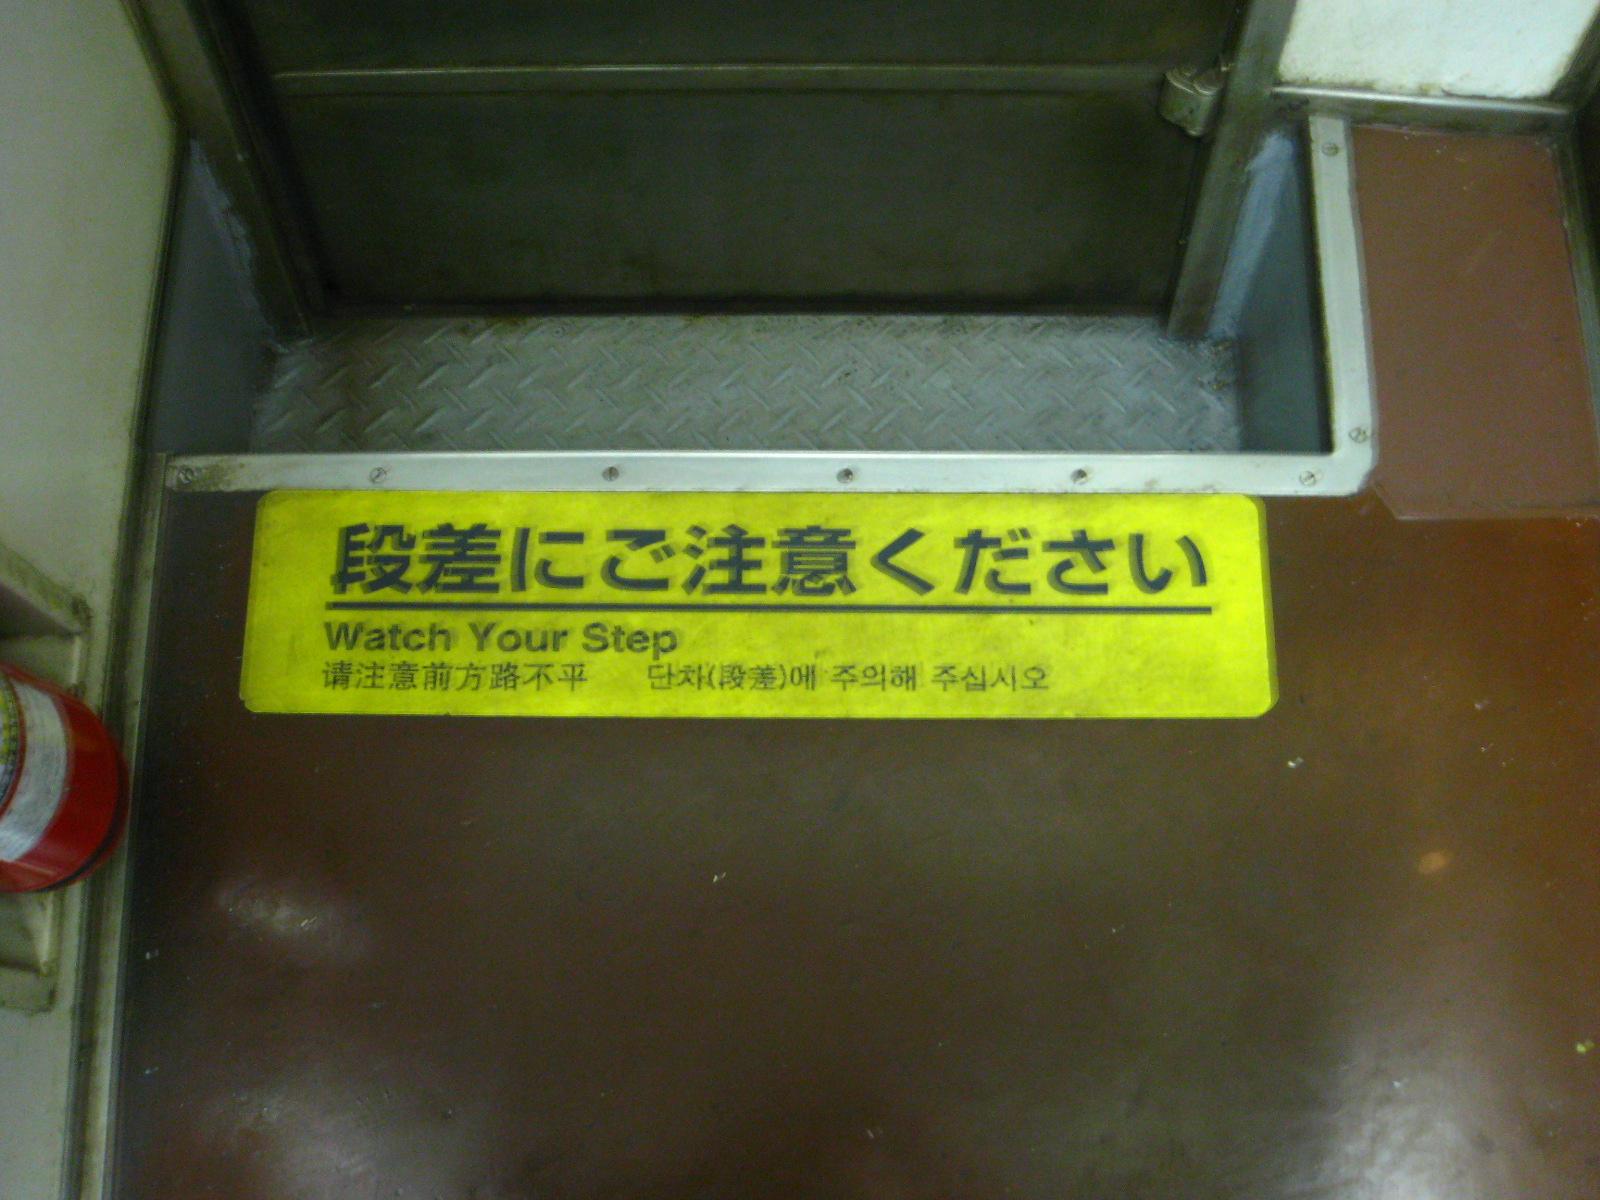 段差にご注意ください
Watch Your Step
请注意前方路不平 단차(段差)에 주의해 주십시오